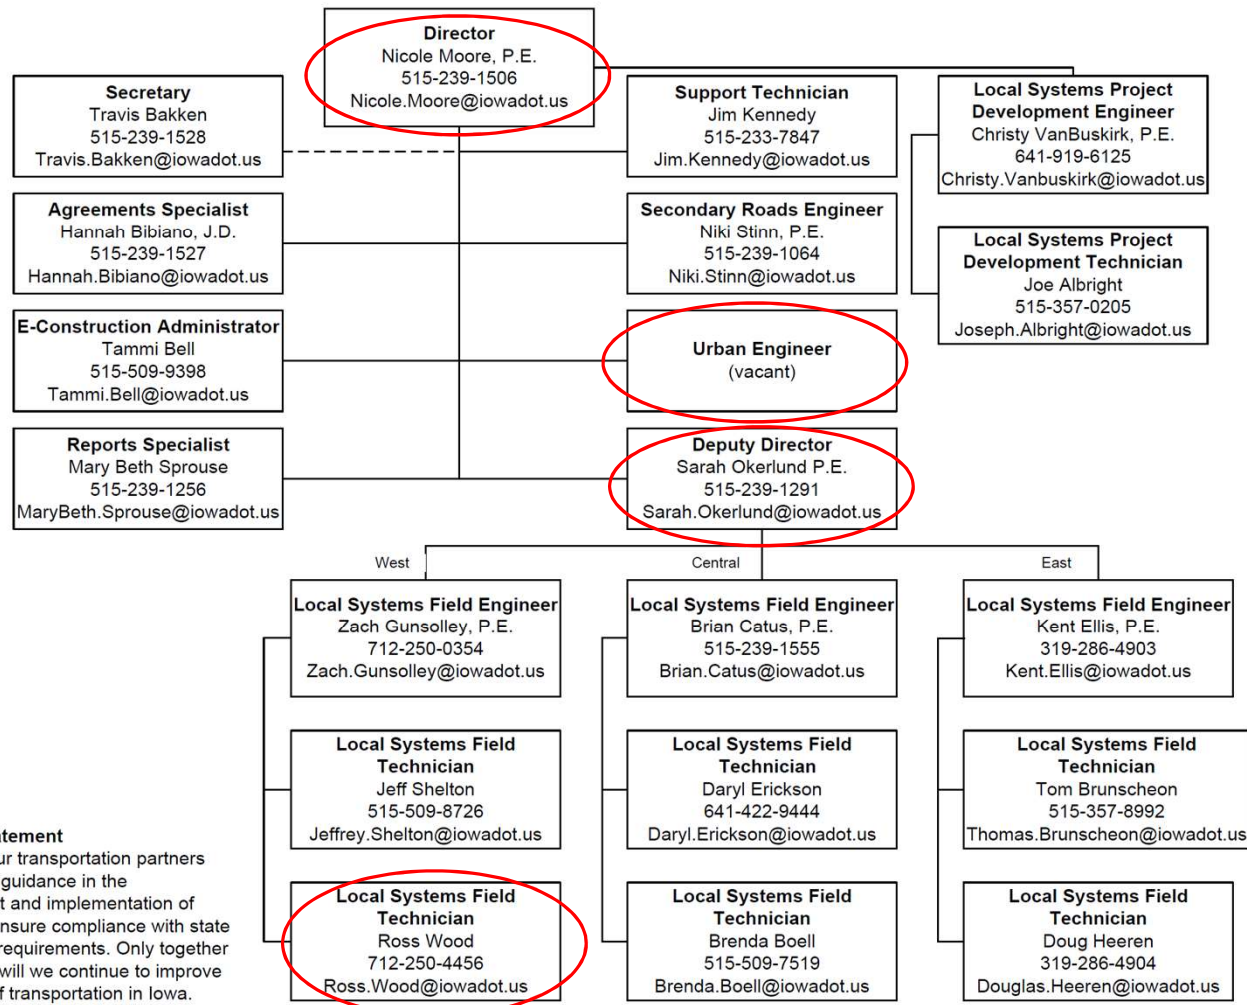 Director
Nicole Moore, P.E.
515-239-1506
Nicole.Moore@iowadot.us
Secretary
Travis Bakken
515-239-1528
Travis.Bakken@iowadot.us
Support Technician
Jim Kennedy
515-233-7847
Jim.Kennedy@iowadot.us
Local Systems Project
Development Engineer
Christy VanBuskirk, P.E.
641-919-6125
Christy.Vanbuskirk@iowadot.us
Agreements Specialist
Hannah Bibiano, J.D.
515-239-1527
Hannah.Bibiano@iowadot.us
Secondary Roads Engineer
Niki Stinn, P.E.
515-239-1064
Niki.Stinn@iowadot.us
Local Systems Project
Development Technician
Joe Albright
515-357-0205
Joseph.Albright@iowadot.us
E-Construction Administrator
Tammi Bell
515-509-9398
Tammi.Bell@iowadot.us
Urban Engineer
(vacant)
Reports Specialist
Mary Beth Sprouse
515-239-1256
MaryBeth.Sprouse@iowadot.us
Deputy Director
Sarah Okerlund P.E.
515-239-1291
Sarah.Okerlund@iowadot.us
West
Central
East
Local Systems Field Engineer
Zach Gunsolley, P.E.
712-250-0354
Zach.Gunsolley@iowadot.us
Local Systems Field Engineer
Brian Catus, P.E.
515-239-1555
Brian.Catus@iowadot.us
Local Systems Field Engineer
Kent Ellis, P.E.
319-286-4903
Kent.Ellis@iowadot.us
Local Systems Field
Technician
Jeff Shelton
515-509-8726
Jeffrey.Shelton@iowadot.us
Local Systems Field
Technician
Daryl Erickson
641-422-9444
Daryl.Erickson@iowadot.us
Local Systems Field
Technician
Tom Brunscheon
515-357-8992
Thomas.Brunscheon@iowadot.us
Local Systems Field
Technician
Ross Wood
712-250-4456
Ross.Wood@iowadot.us
Local Systems Field
Technician
Brenda Boell
515-509-7519
Brenda.Boell@iowadot.us
Local Systems Field
Technician
Doug Heeren
319-286-4904
Douglas.Heeren@iowadot.us
transportation partners
guidance in the
and implementation of
compliance with state
requirements. Only together
will we continue to improve
transportation in Iowa.